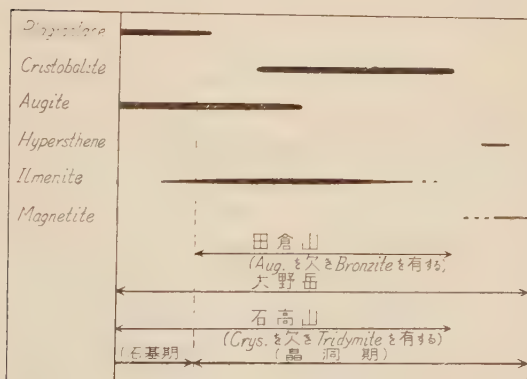 Plagioclase
Cristobalite
Augite
Hypersthene
Ilmenite
Magnetite
田倉山
(Aug. を欠き Bronzite を有する)
大野岳
石高山
(Crys. を欠き Tridymite を有する)
(石基期) (晶洞期)